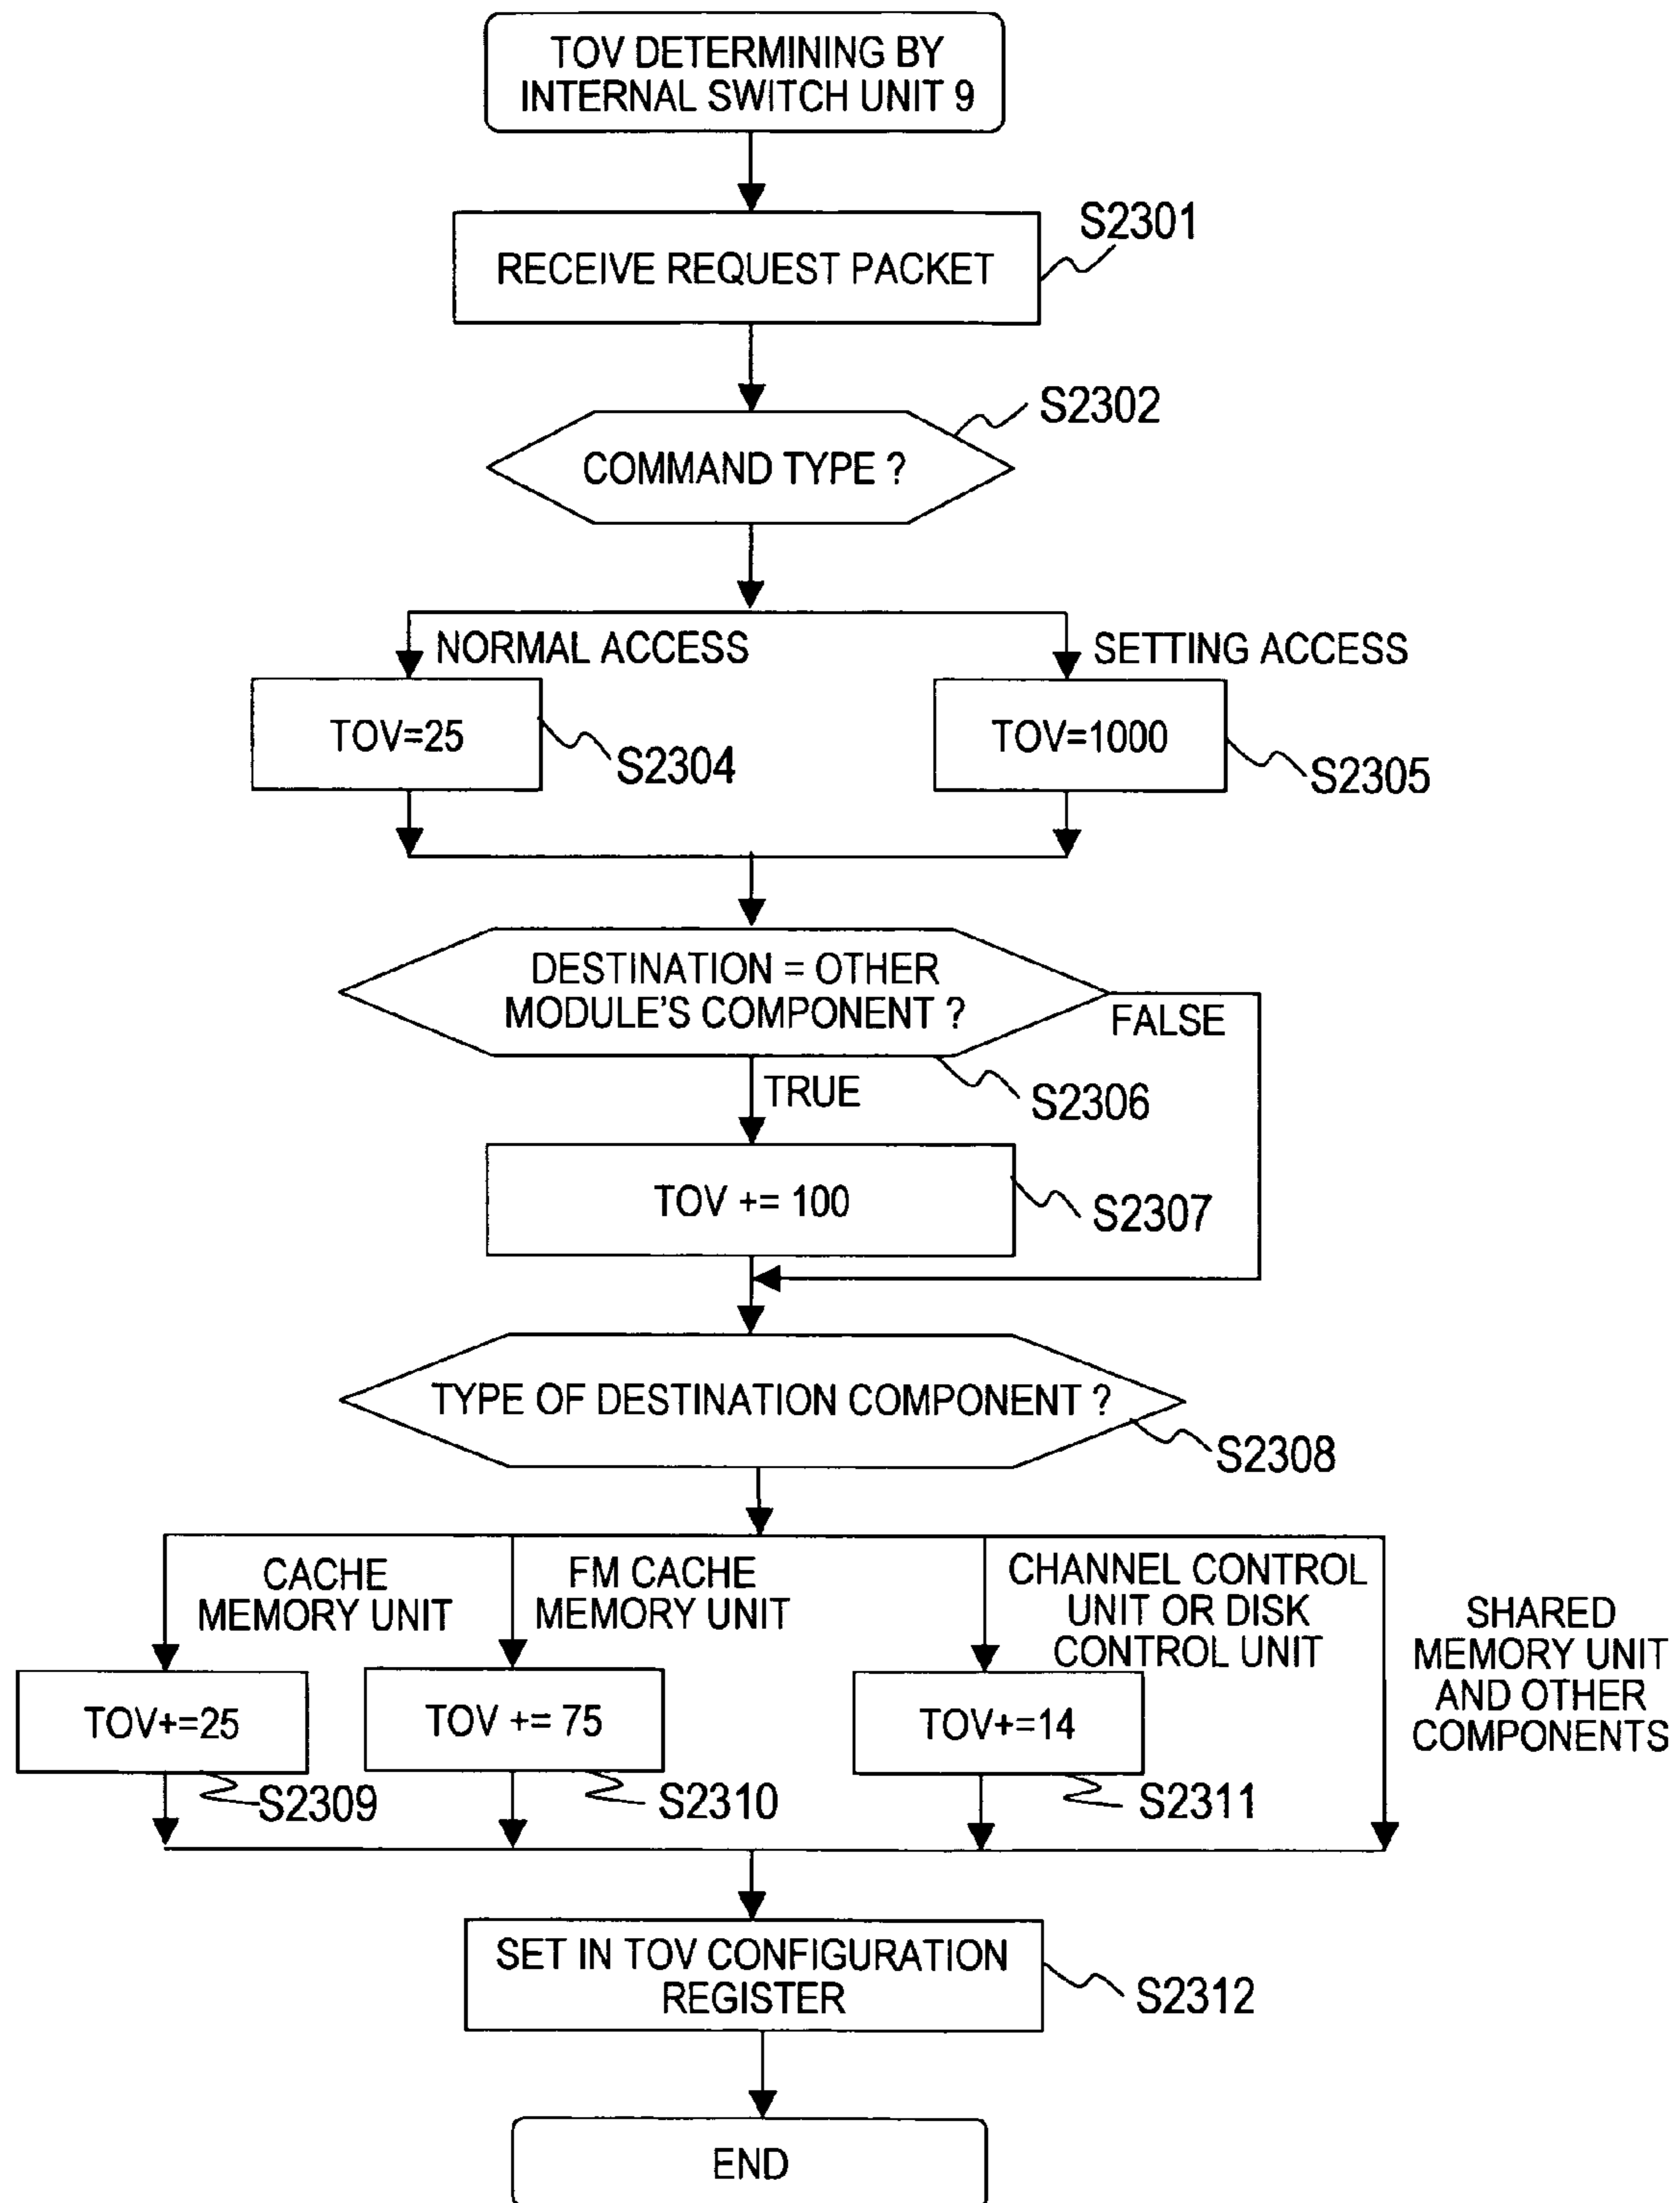 TOV DETERMINING BY
INTERNAL SWITCH UNIT 9
S2301
RECEIVE REQUEST PACKET
S2302
COMMAND TYPE ?
NORMAL ACCESS
SETTING ACCESS
TOV=25
S2304
TOV=1000
S2305
DESTINATION = OTHER
MODULE'S COMPONENT ?
FALSE
TRUE
S2306
TOV += 100
S2307
TYPE OF DESTINATION COMPONENT ?
S2308
CACHE
MEMORY UNIT
FM CACHE
MEMORY UNIT
CHANNEL CONTROL
UNIT OR DISK
CONTROL UNIT
SHARED
MEMORY UNIT
AND OTHER
COMPONENTS
TOV+=25
TOV += 75
TOV+=14
S2309
S2310
S2311
SET IN TOV CONFIGURATION
REGISTER
S2312
END